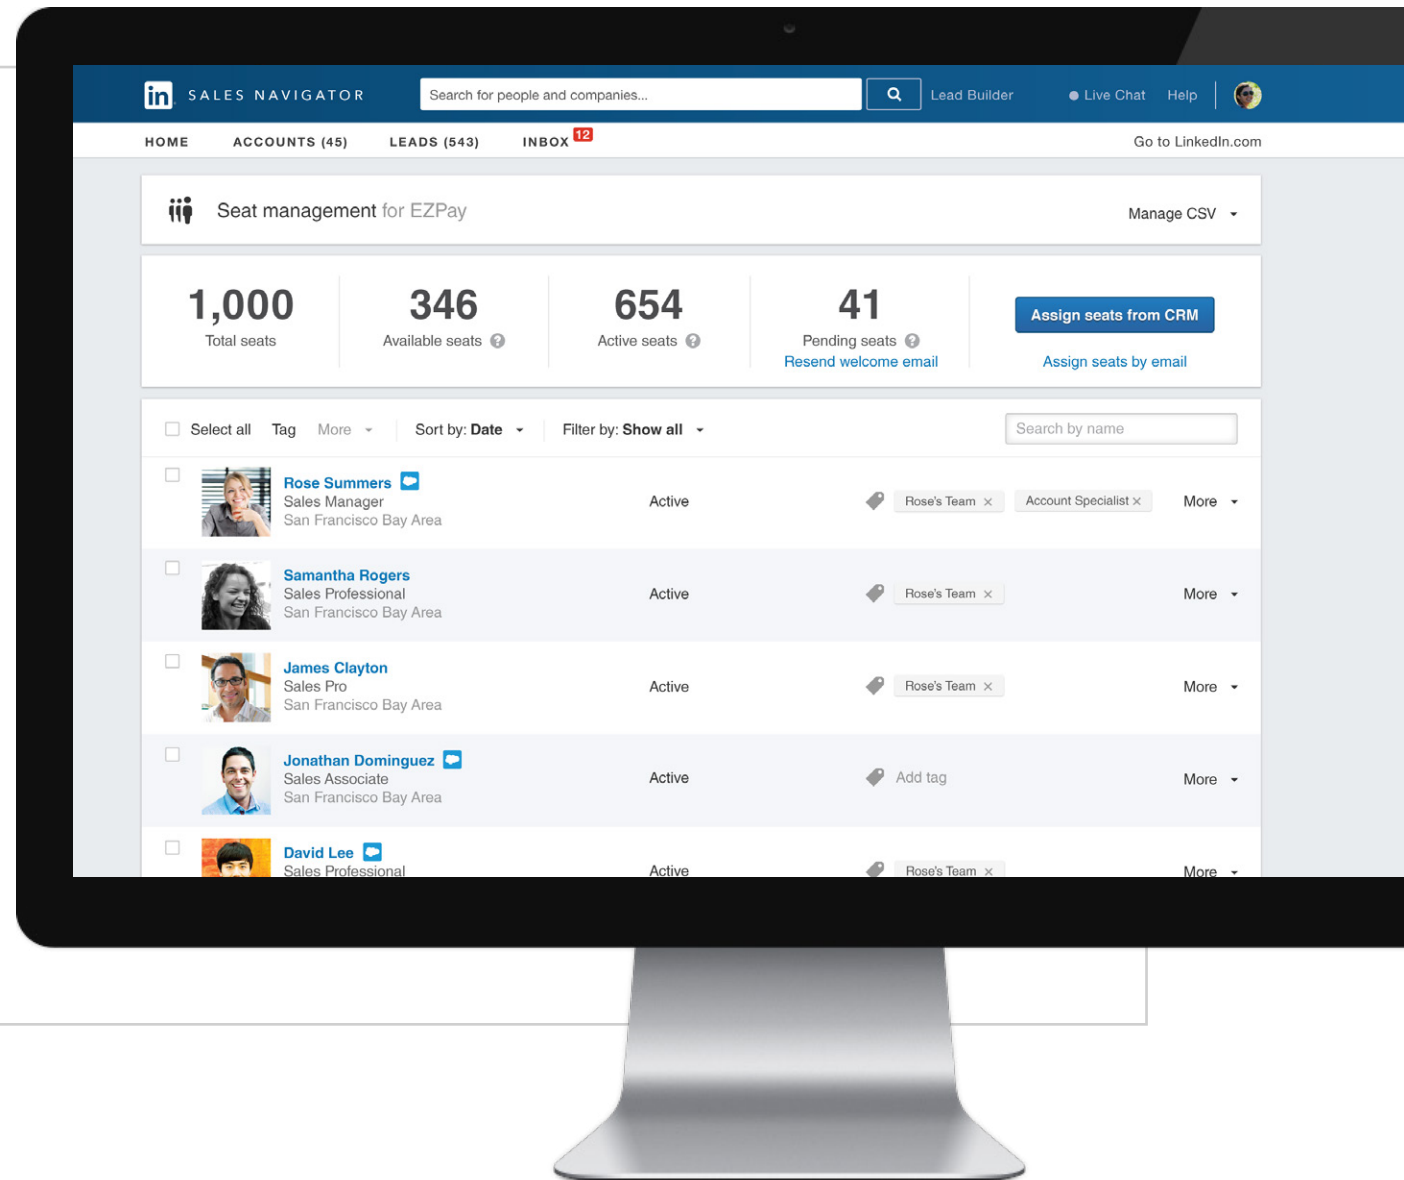 in SALES NAVIGATOR Search for people and companies... Lead Builder Live Chat Help
HOME ACCOUNTS (45) LEADS (543) INBOX 12 Go to LinkedIn.com
Seat management for EZPay Manage CSV
1,000 346 654 41
Total seats Available seats ? Active seats ? Pending seats ?
Assign seats from CRM
Resend welcome email Assign seats by email
Select all Tag More Sort by: Date Filter by: Show all Search by name
Rose Summers
Sales Manager Active Rose's Team × Account Specialist × More
San Francisco Bay Area
Samantha Rogers
Sales Professional Active Rose's Team × More
San Francisco Bay Area
James Clayton
Sales Pro Active Rose's Team × More
San Francisco Bay Area
Jonathan Dominguez
Sales Associate Active Add tag More
San Francisco Bay Area
David Lee
Sales Professional Active Rose's Team × More